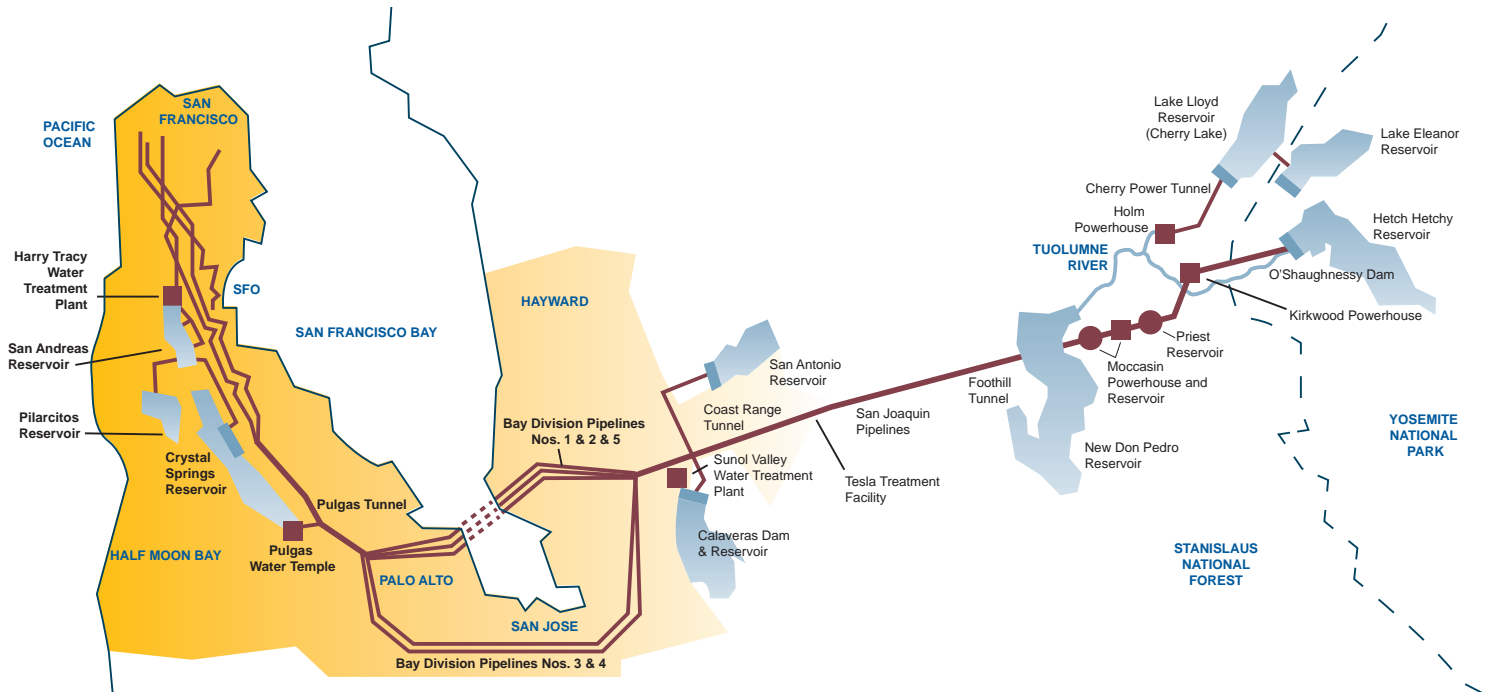 SAN
FRANCISCO
PACIFIC
OCEAN
Harry Tracy
Water
Treatment
Plant
SFO
San Andreas
Reservoir
Pilarcitos
Reservoir
Crystal
Springs
Reservoir
HALF MOON BAY
Pulgas
Water Temple
Pulgas Tunnel
PALO ALTO
SAN JOSE
Bay Division Pipelines Nos. 3 & 4
SAN FRANCISCO BAY
HAYWARD
Bay Division Pipelines
Nos. 1 & 2 & 5
San Antonio
Reservoir
Coast Range
Tunnel
Sunol Valley
Water Treatment
Plant
Calaveras Dam
& Reservoir
San Joaquin
Pipelines
Tesla Treatment
Facility
Foothill
Tunnel
New Don Pedro
Reservoir
Moccasin
Powerhouse and
Reservoir
Priest
Reservoir
TUOLUMNE
RIVER
Holm
Powerhouse
Cherry Power Tunnel
Lake Lloyd
Reservoir
(Cherry Lake)
Lake Eleanor
Reservoir
Hetch Hetchy
Reservoir
O'Shaughnessy Dam
Kirkwood Powerhouse
YOSEMITE
NATIONAL
PARK
STANISLAUS
NATIONAL
FOREST